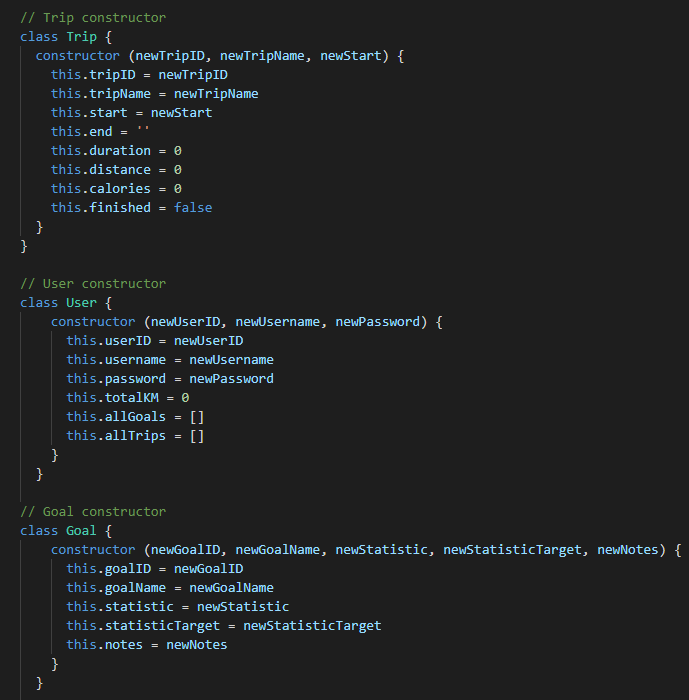 // Trip constructor
class Trip {
  constructor (newTripID, newTripName, newStart) {
    this.tripID = newTripID
    this.tripName = newTripName
    this.start = newStart
    this.end = ''
    this.duration = 0
    this.distance = 0
    this.calories = 0
    this.finished = false
  }
}

// User constructor
class User {
    constructor (newUserID, newUsername, newPassword) {
      this.userID = newUserID
      this.username = newUsername
      this.password = newPassword
      this.totalKM = 0
      this.allGoals = []
      this.allTrips = []
    }
  }

// Goal constructor
class Goal {
    constructor (newGoalID, newGoalName, newStatistic, newStatisticTarget, newNotes) {
      this.goalID = newGoalID
      this.goalName = newGoalName
      this.statistic = newStatistic
      this.statisticTarget = newStatisticTarget
      this.notes = newNotes
    }
  }